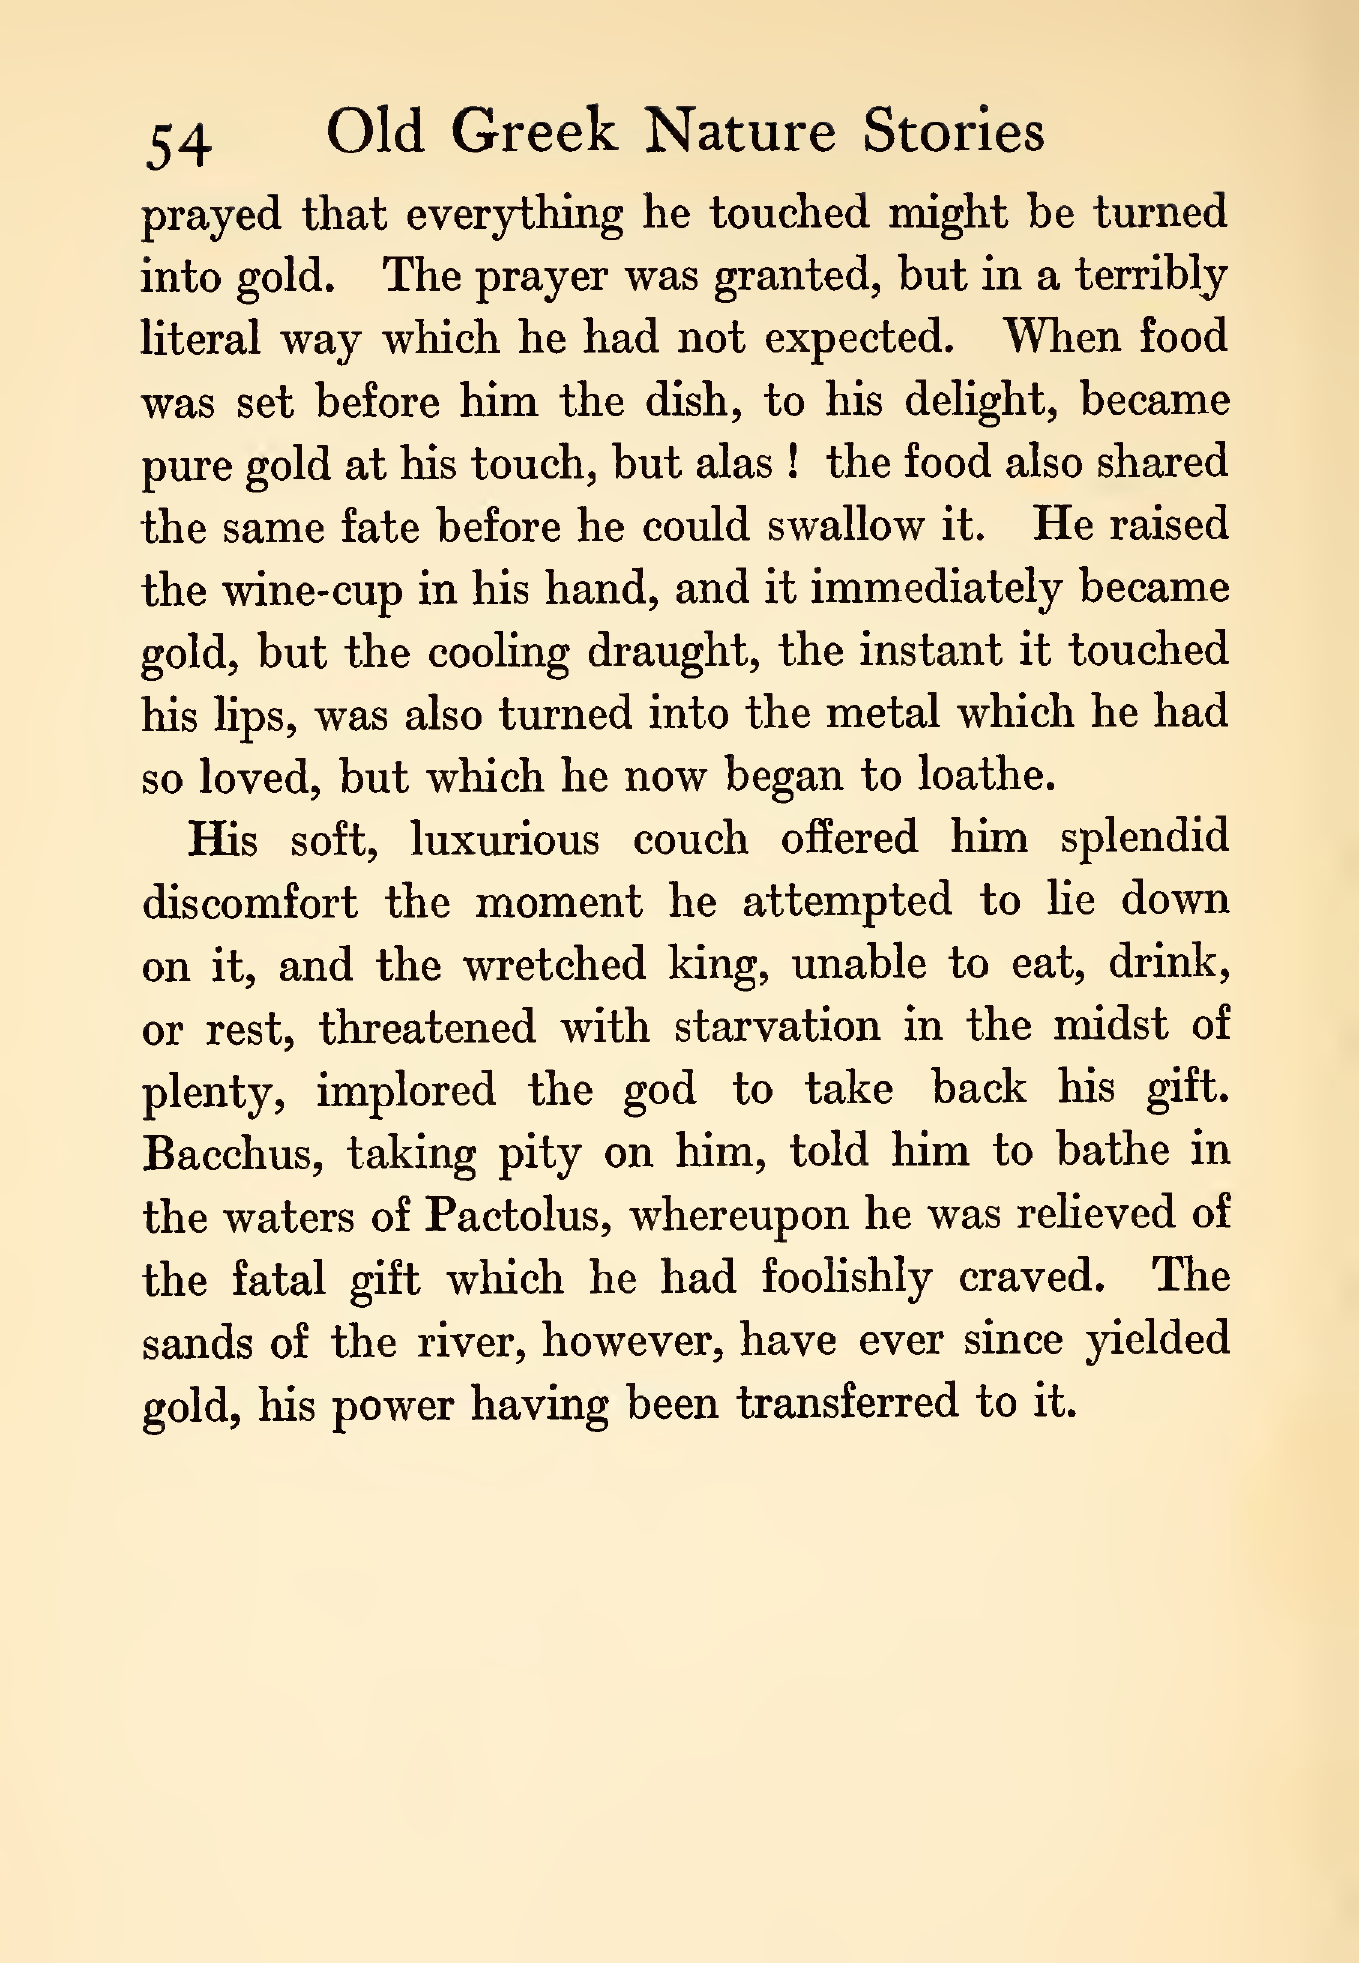 54 Old Greek Nature Stories
prayed that everything he touched might be turned
into gold. The prayer was granted, but in a terribly
literal way which he had not expected. When food
was set before him the dish, to his delight, became
pure gold at his touch, but alas ! the food also shared
the same fate before he could swallow it. He raised
the wine-cup in his hand, and it immediately became
gold, but the cooling draught, the instant it touched
his lips, was also turned into the metal which he had
so loved, but which he now began to loathe.
His soft, luxurious couch offered him splendid
discomfort the moment he attempted to lie down
on it, and the wretched king, unable to eat, drink,
or rest, threatened with starvation in the midst of
plenty, implored the god to take back his gift.
Bacchus, taking pity on him, told him to bathe in
the waters of Pactolus, whereupon he was relieved of
the fatal gift which he had foolishly craved. The
sands of the river, however, have ever since yielded
gold, his power having been transferred to it.